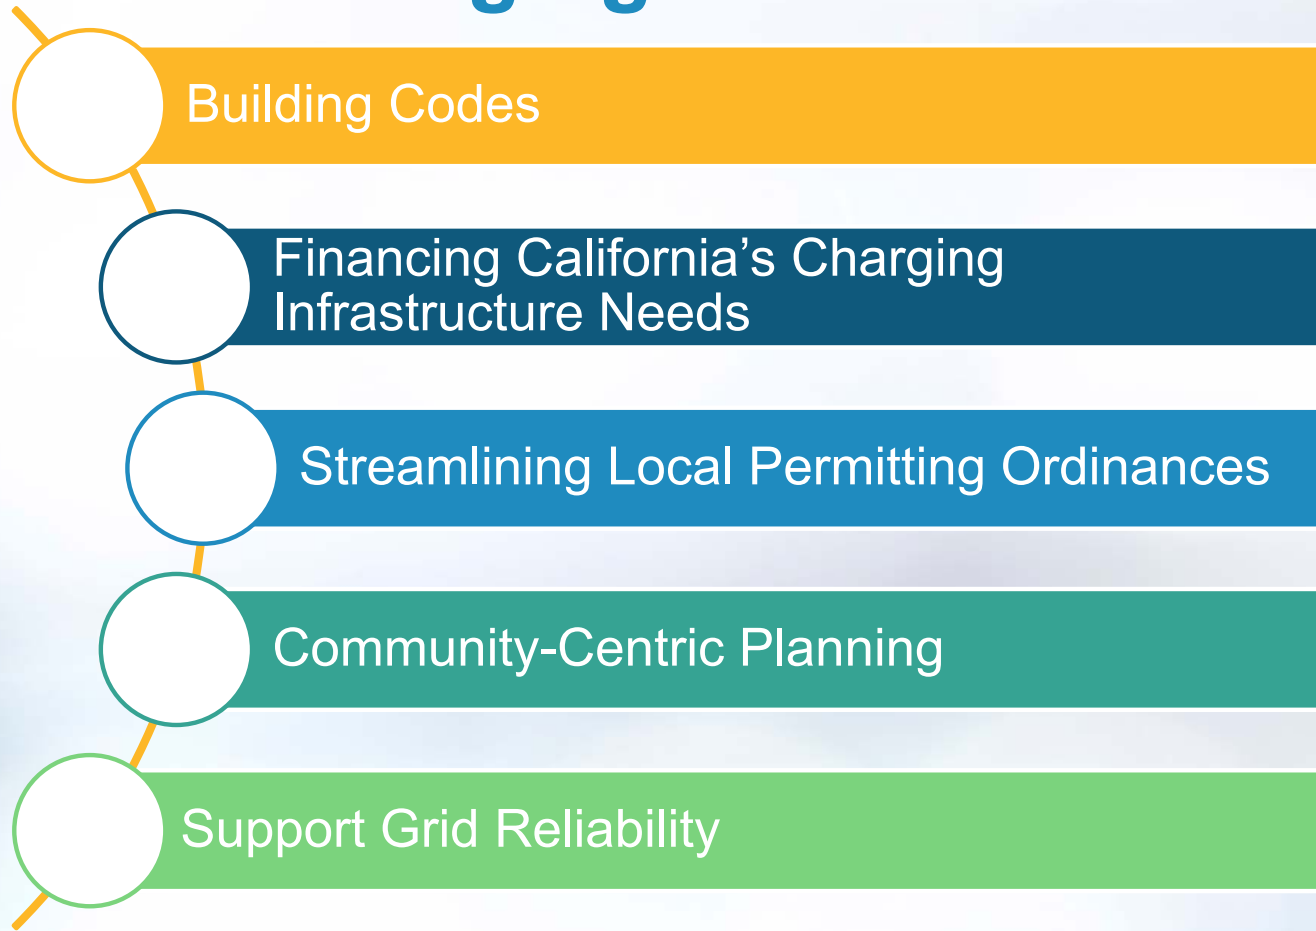 Building Codes
Financing California’s Charging
Infrastructure Needs
Streamlining Local Permitting Ordinances
Community-Centric Planning
Support Grid Reliability